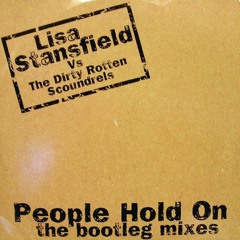 Lisa
Stansfield
Vs
The Dirty Rotten
Scoundrels
People Hold On
the bootleg mixes